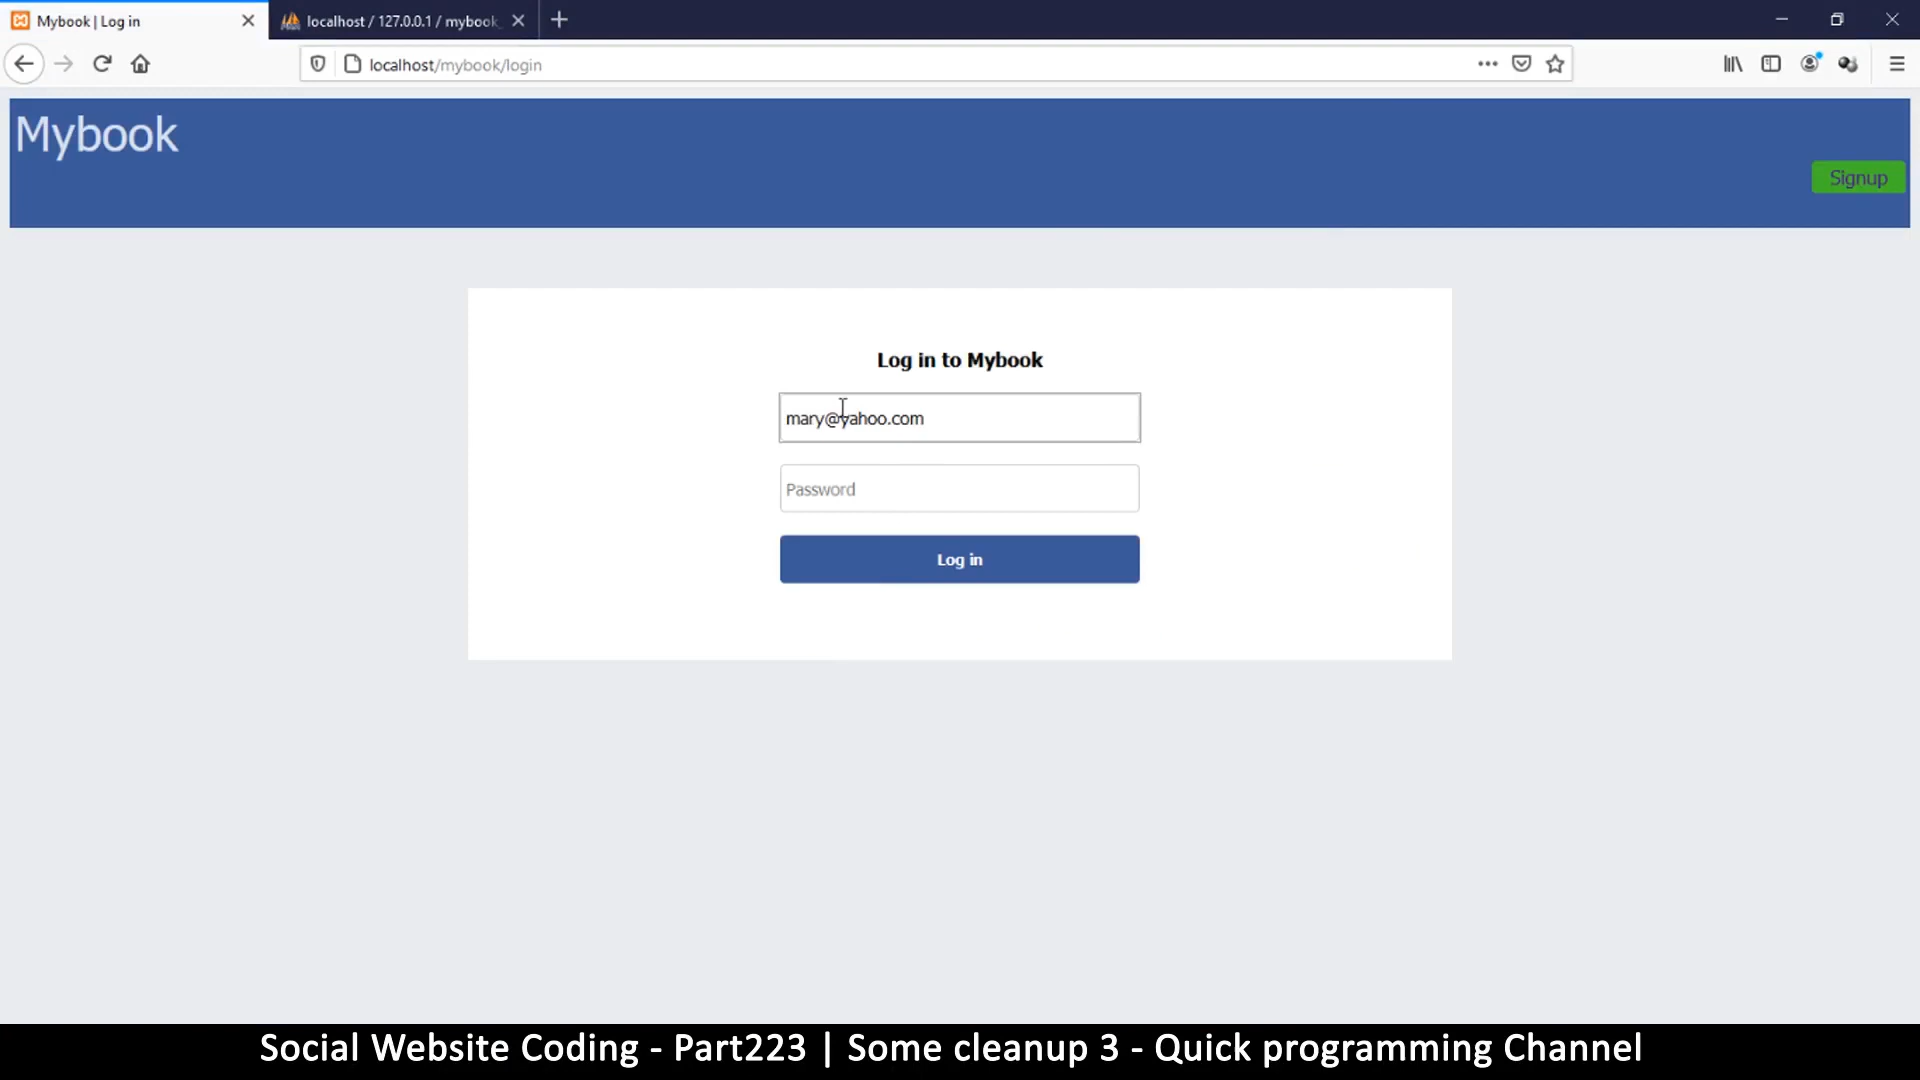 Mybook | Log in
localhost / 127.0.0.1 / mybook_
localhost/mybook/login
Mybook
Signup
Log in to Mybook
mary@yahoo.com
Password
Log in
Social Website Coding - Part223 | Some cleanup 3 - Quick programming Channel